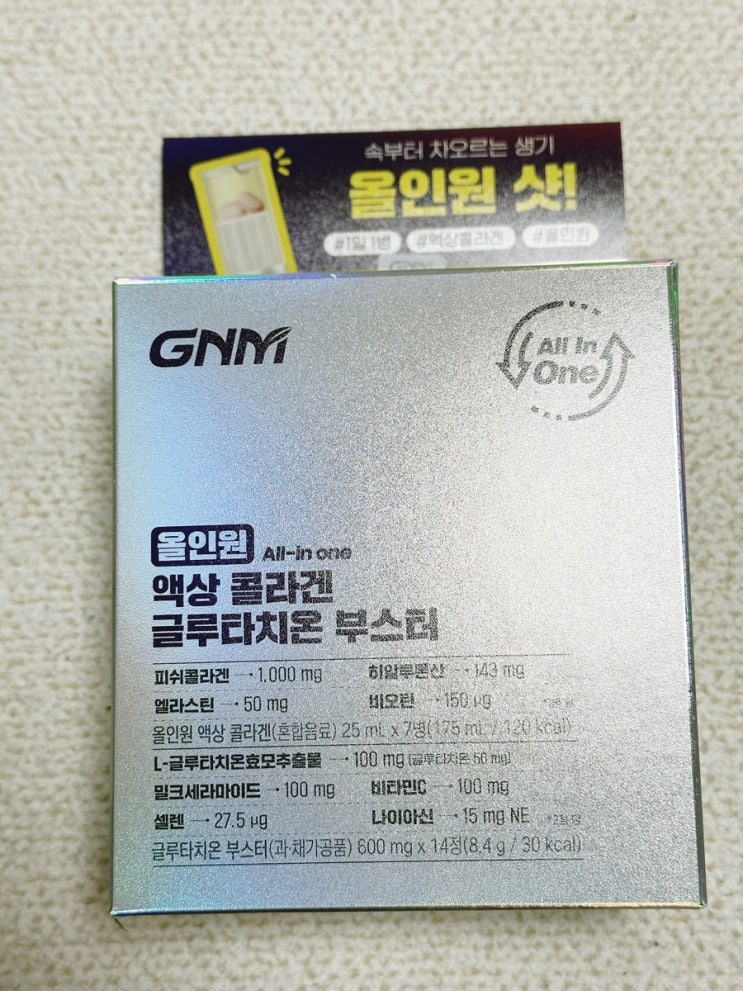 속부터 차오르는 생기
올인원 샷!
#1일1병 #액상콜라겐 #올인원
GNM
All In
One
올인원 All-in one
액상 콜라겐
글루타치온 부스터
피쉬콜라겐 → 1,000 mg 히알루론산 → 143 mg
엘라스틴 → 50 mg 비오틴 → 150 μg
올인원 액상 콜라겐(혼합음료) 25 mL x 7병(175 mL / 120 kcal)
L-글루타치온효모추출물 → 100 mg (글루타치온 50 mg)
밀크세라마이드 → 100 mg 비타민C → 100 mg
셀렌 → 27.5 μg 나이아신 → 15 mg NE *2정 당
글루타치온 부스터(과·채가공품) 600 mg x 14정(8.4 g / 30 kcal)